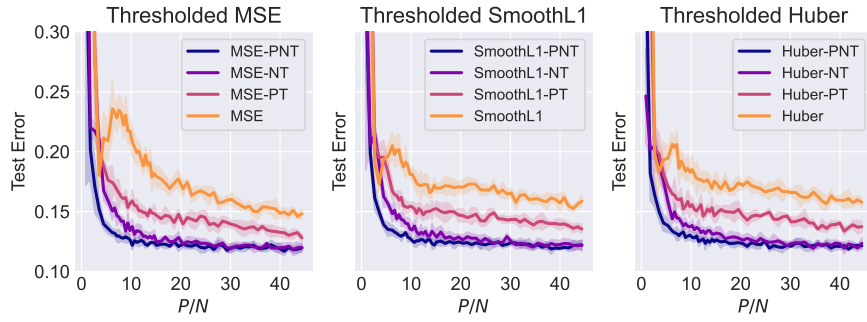 Thresholded MSE
Thresholded SmoothL1
Thresholded Huber
Test Error
0.30
0.25
0.20
0.15
0.10
MSE-PNT
MSE-NT
MSE-PT
MSE
0 10 20 30 40
P/N
Test Error
SmoothL1-PNT
SmoothL1-NT
SmoothL1-PT
SmoothL1
0 10 20 30 40
P/N
Test Error
Huber-PNT
Huber-NT
Huber-PT
Huber
0 10 20 30 40
P/N